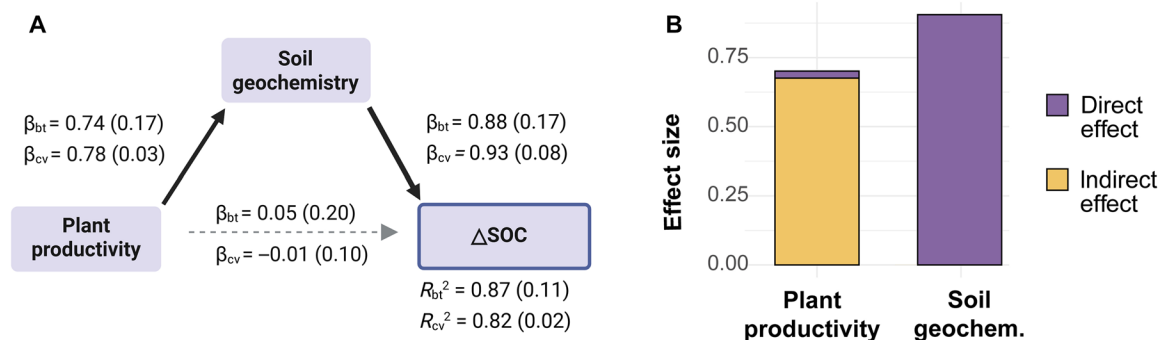 A
Soil
geochemistry
βbt = 0.74 (0.17)
βcv = 0.78 (0.03)
βbt = 0.88 (0.17)
βcv = 0.93 (0.08)
Plant
productivity
βbt = 0.05 (0.20)
βcv = −0.01 (0.10)
△SOC
Rbt² = 0.87 (0.11)
Rcv² = 0.82 (0.02)
B
Effect size
0.75
0.50
0.25
0.00
Plant
productivity
Soil
geochem.
Direct
effect
Indirect
effect